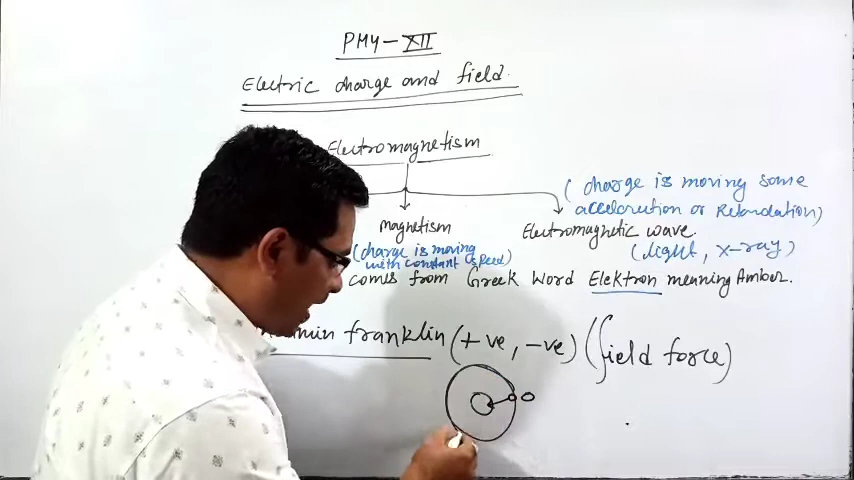 PHY-XII
Electric charge and field.
Electromagnetism
(charge is moving some
acceleration or Retardation)
magnetism
Electromagnetic wave.
(charge is moving
with constant speed)
(light, x-ray)
comes from Greek word Elektron meaning Amber.
franklin (+ve, -ve) (field force)